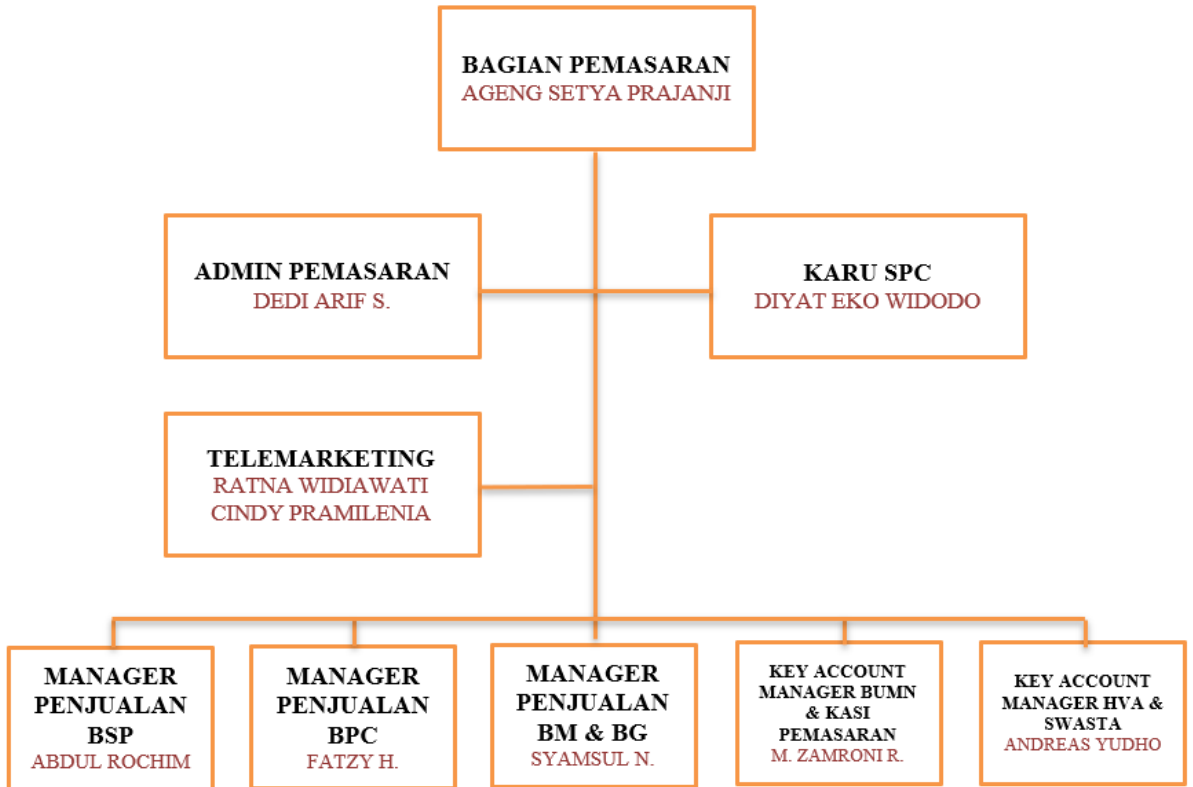 BAGIAN PEMASARAN
AGENG SETYA PRAJANJI
ADMIN PEMASARAN
DEDI ARIF S.
KARU SPC
DIYAT EKO WIDODO
TELEMARKETING
RATNA WIDIAWATI
CINDY PRAMILENIA
MANAGER
PENJUALAN
BSP
ABDUL ROCHIM
MANAGER
PENJUALAN
BPC
FATZY H.
MANAGER
PENJUALAN
BM & BG
SYAMSUL N.
KEY ACCOUNT
MANAGER BUMN
& KASI
PEMASARAN
M. ZAMRONI R.
KEY ACCOUNT
MANAGER HVA &
SWASTA
ANDREAS YUDHO